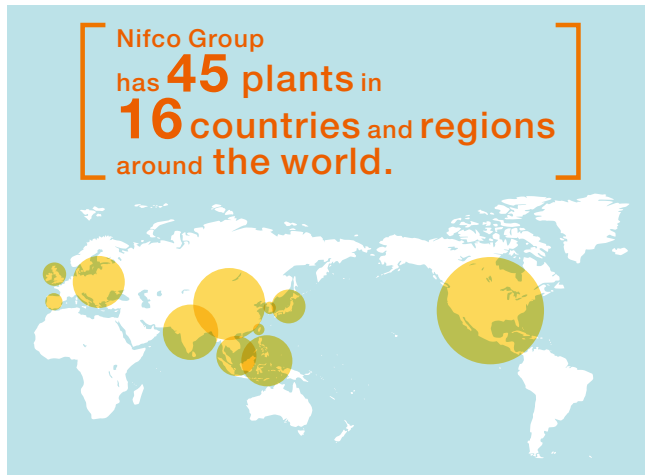 Nifco Group
has 45 plants in
16 countries and regions
around the world.